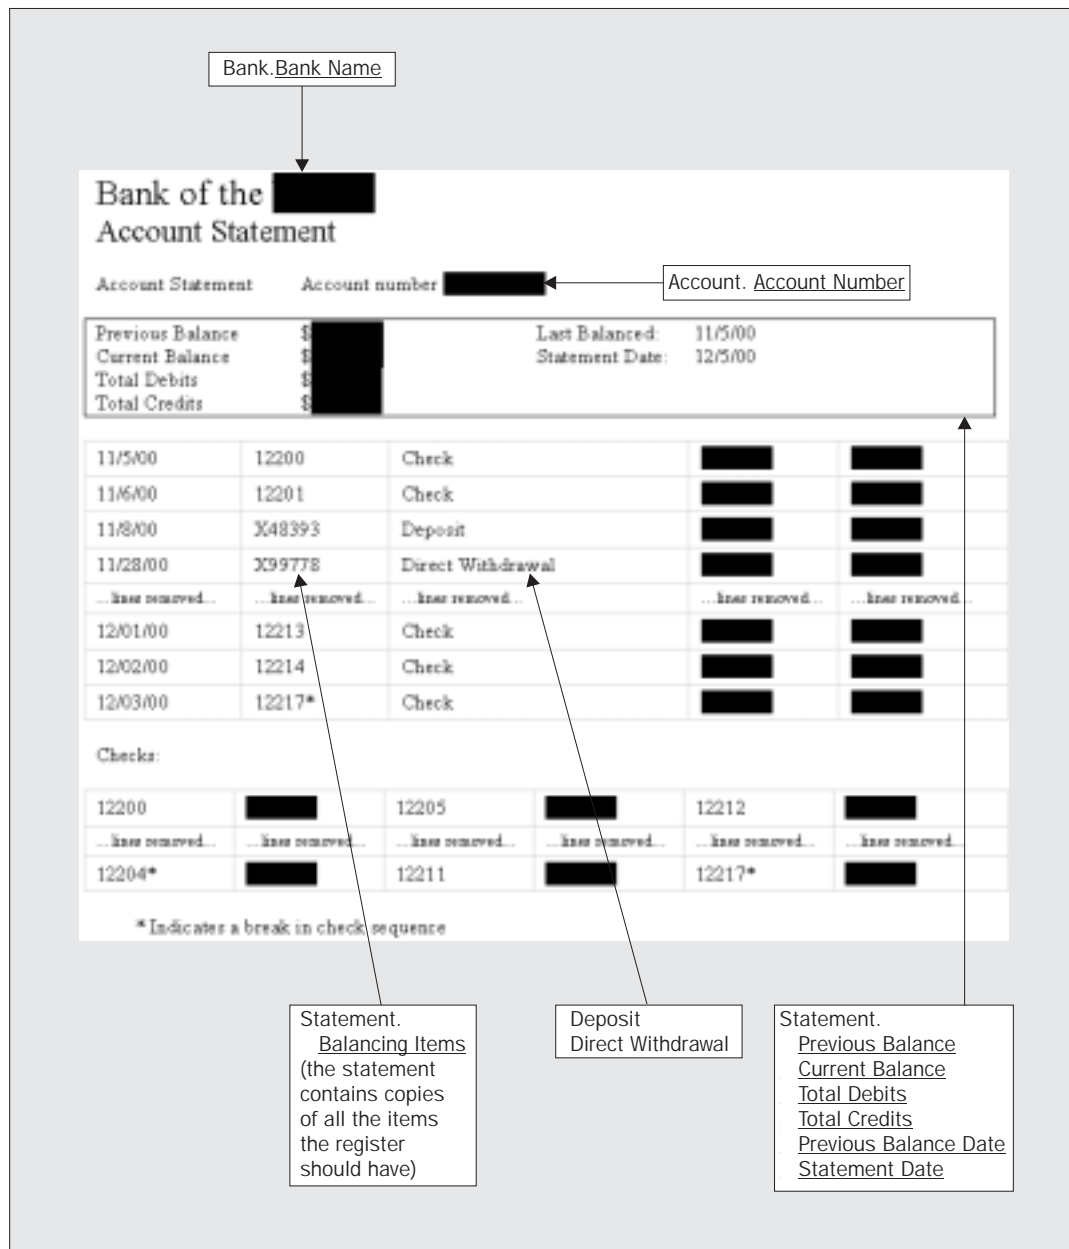 Bank.Bank Name
Bank of the
Account Statement
Account Statement Account number
Account. Account Number
Previous Balance $ Last Balanced: 11/5/00
Current Balance $ Statement Date: 12/5/00
Total Debits $
Total Credits $
11/5/00 12200 Check
11/6/00 12201 Check
11/8/00 X48393 Deposit
11/28/00 X99778 Direct Withdrawal
...lines removed... ...lines removed... ...lines removed... ...lines removed... ...lines removed...
12/01/00 12213 Check
12/02/00 12214 Check
12/03/00 12217* Check
Checks:
12200 12205 12212
...lines removed... ...lines removed... ...lines removed... ...lines removed... ...lines removed... ...lines removed...
12204* 12211 12217*
* Indicates a break in check sequence
Statement.
Balancing Items
(the statement
contains copies
of all the items
the register
should have)
Deposit
Direct Withdrawal
Statement.
Previous Balance
Current Balance
Total Debits
Total Credits
Previous Balance Date
Statement Date